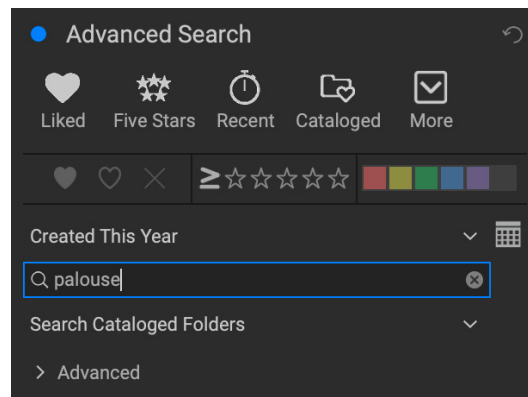 Advanced Search
Liked Five Stars Recent Cataloged More
Created This Year
palouse
Search Cataloged Folders
Advanced